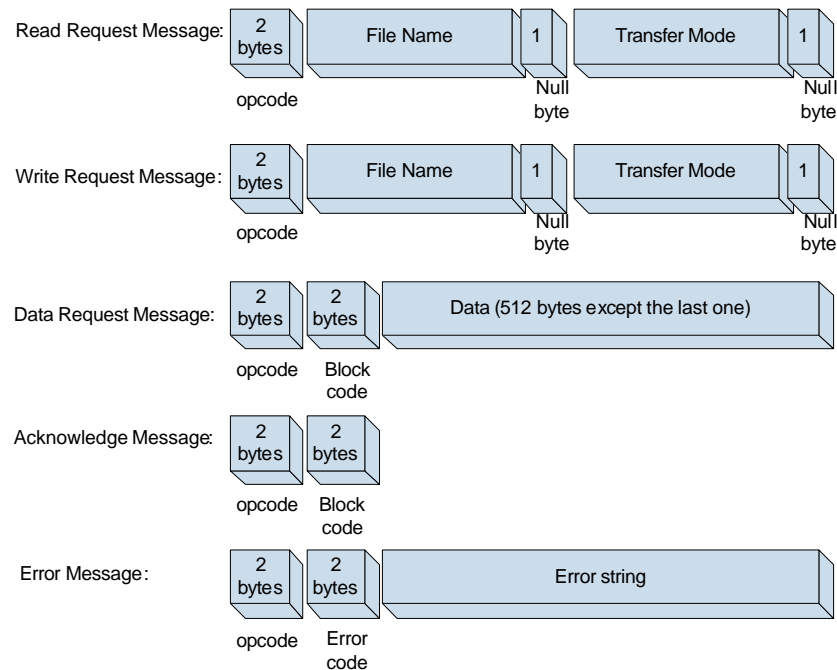 Read Request Message:
2
bytes
File Name
1
Transfer Mode
1
opcode
Null
byte
Null
byte
Write Request Message:
2
bytes
File Name
1
Transfer Mode
1
opcode
Null
byte
Null
byte
Data Request Message:
2
bytes
2
bytes
Data (512 bytes except the last one)
opcode
Block
code
Acknowledge Message:
2
bytes
2
bytes
opcode
Block
code
Error Message:
2
bytes
2
bytes
Error string
opcode
Error
code